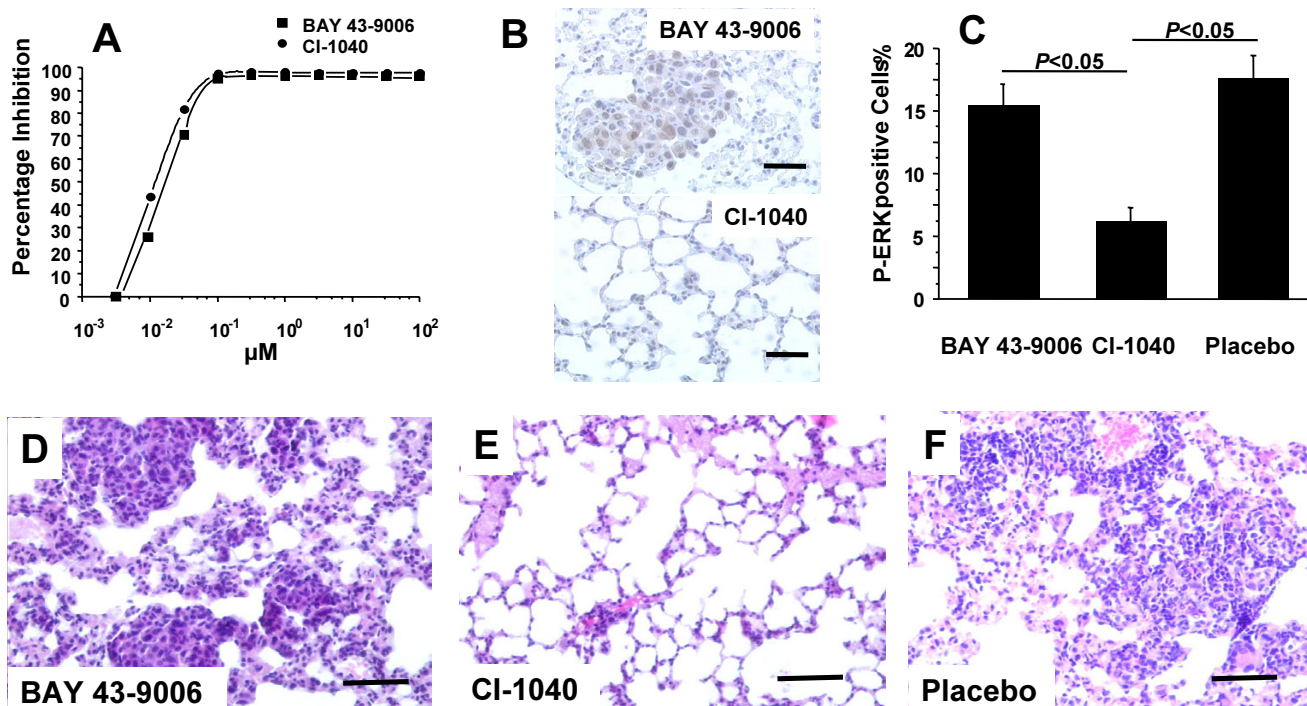 A
BAY 43-9006
CI-1040
Percentage Inhibition
100
90
80
70
60
50
40
30
20
10
0
10-3
10-2
10-1
100
101
102
µM
B
BAY 43-9006
CI-1040
C
P<0.05
P<0.05
P-ERKpositive Cells%
20
15
10
5
0
BAY 43-9006
CI-1040
Placebo
D
BAY 43-9006
E
CI-1040
F
Placebo